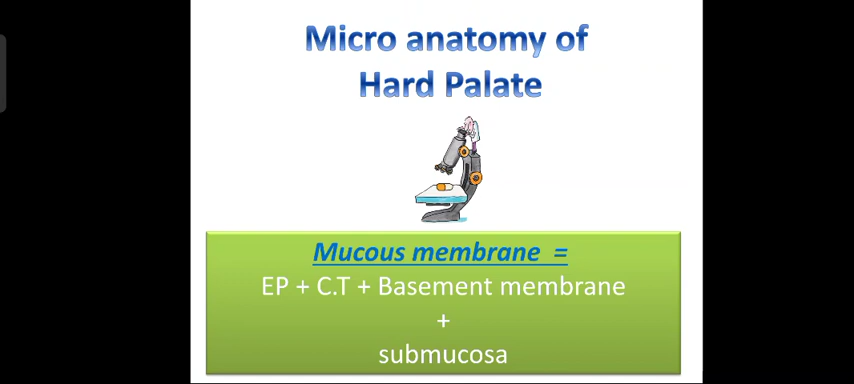 Micro anatomy of
Hard Palate
Mucous membrane =
EP + C.T + Basement membrane
+
submucosa